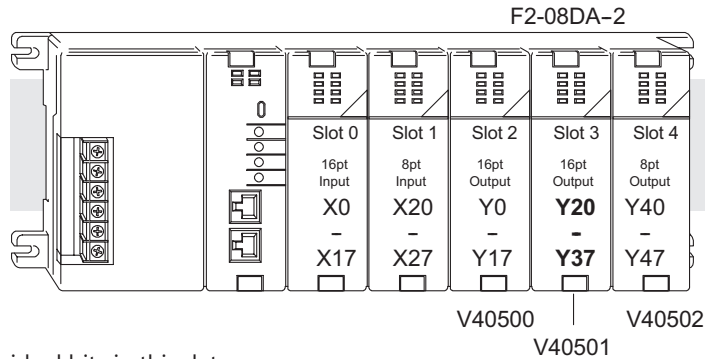 F2-08DA-2
Slot 0 Slot 1 Slot 2 Slot 3 Slot 4
16pt 8pt 16pt 16pt 8pt
Input Input Output Output Output
X0 X20 Y0 Y20 Y40
– – – – –
X17 X27 Y17 Y37 Y47
V40500 V40502
V40501